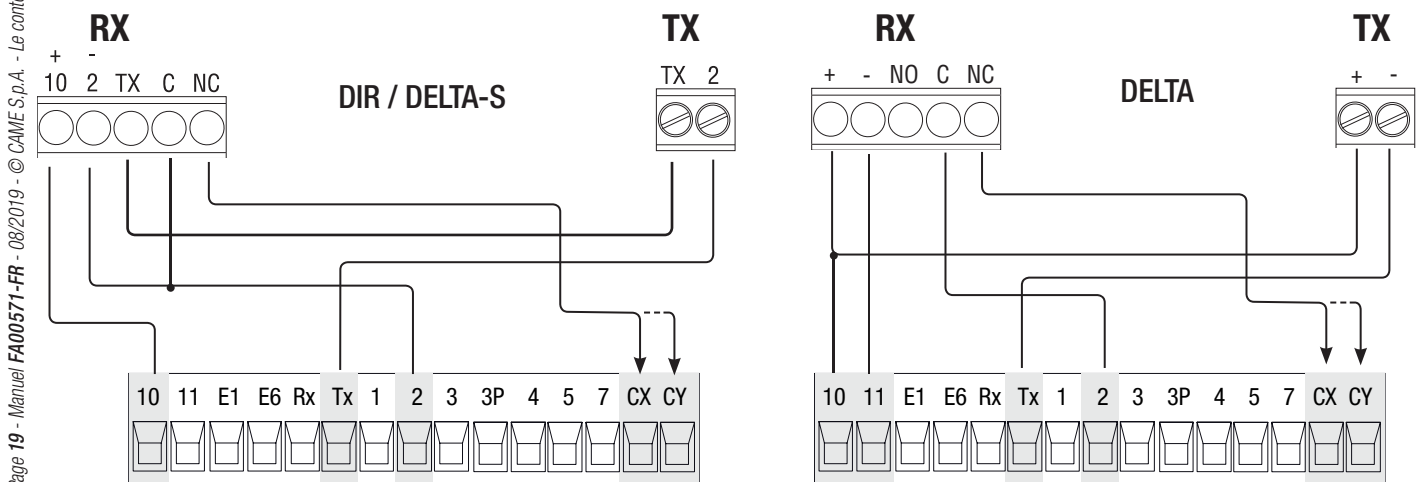 RX
TX
+ -
10 2 TX C NC
TX 2
DIR / DELTA-S
10 11 E1 E6 Rx Tx 1 2 3 3P 4 5 7 CX CY
RX
TX
+ - NO C NC
+ -
DELTA
10 11 E1 E6 Rx Tx 1 2 3 3P 4 5 7 CX CY
19 - Manuel FA00571-FR - 08/2019 - © CAME S.p.A. - Le